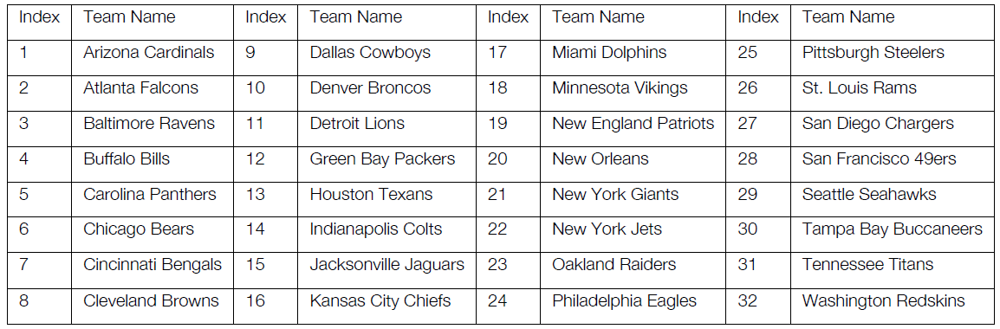 Index Team Name Index Team Name Index Team Name Index Team Name
1 Arizona Cardinals 9 Dallas Cowboys 17 Miami Dolphins 25 Pittsburgh Steelers
2 Atlanta Falcons 10 Denver Broncos 18 Minnesota Vikings 26 St. Louis Rams
3 Baltimore Ravens 11 Detroit Lions 19 New England Patriots 27 San Diego Chargers
4 Buffalo Bills 12 Green Bay Packers 20 New Orleans 28 San Francisco 49ers
5 Carolina Panthers 13 Houston Texans 21 New York Giants 29 Seattle Seahawks
6 Chicago Bears 14 Indianapolis Colts 22 New York Jets 30 Tampa Bay Buccaneers
7 Cincinnati Bengals 15 Jacksonville Jaguars 23 Oakland Raiders 31 Tennessee Titans
8 Cleveland Browns 16 Kansas City Chiefs 24 Philadelphia Eagles 32 Washington Redskins